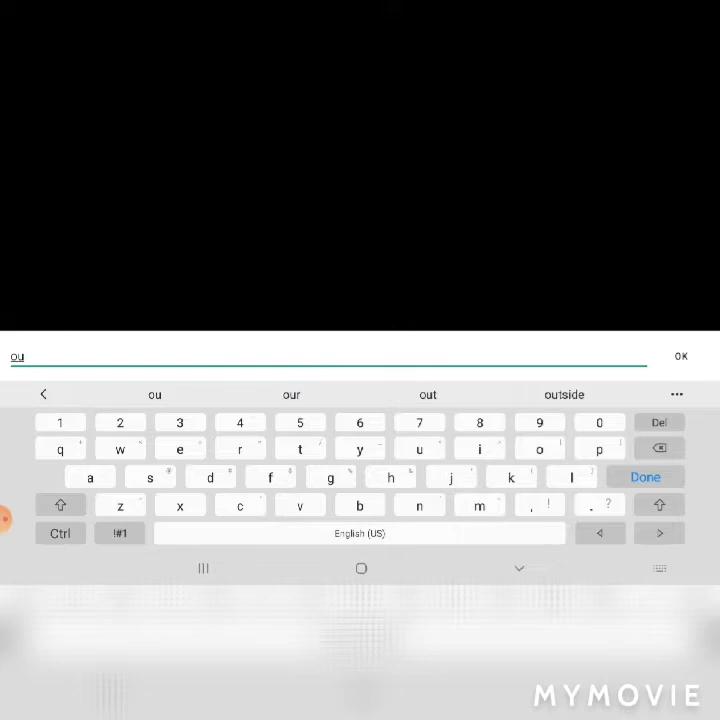 ou
OK
ou our out outside
1 2 3 4 5 6 7 8 9 0 Del
q w e r t y u i o p
a s d f g h j k l Done
z x c v b n m , ! . ?
Ctrl !#1 English (US)
MYMOVIE